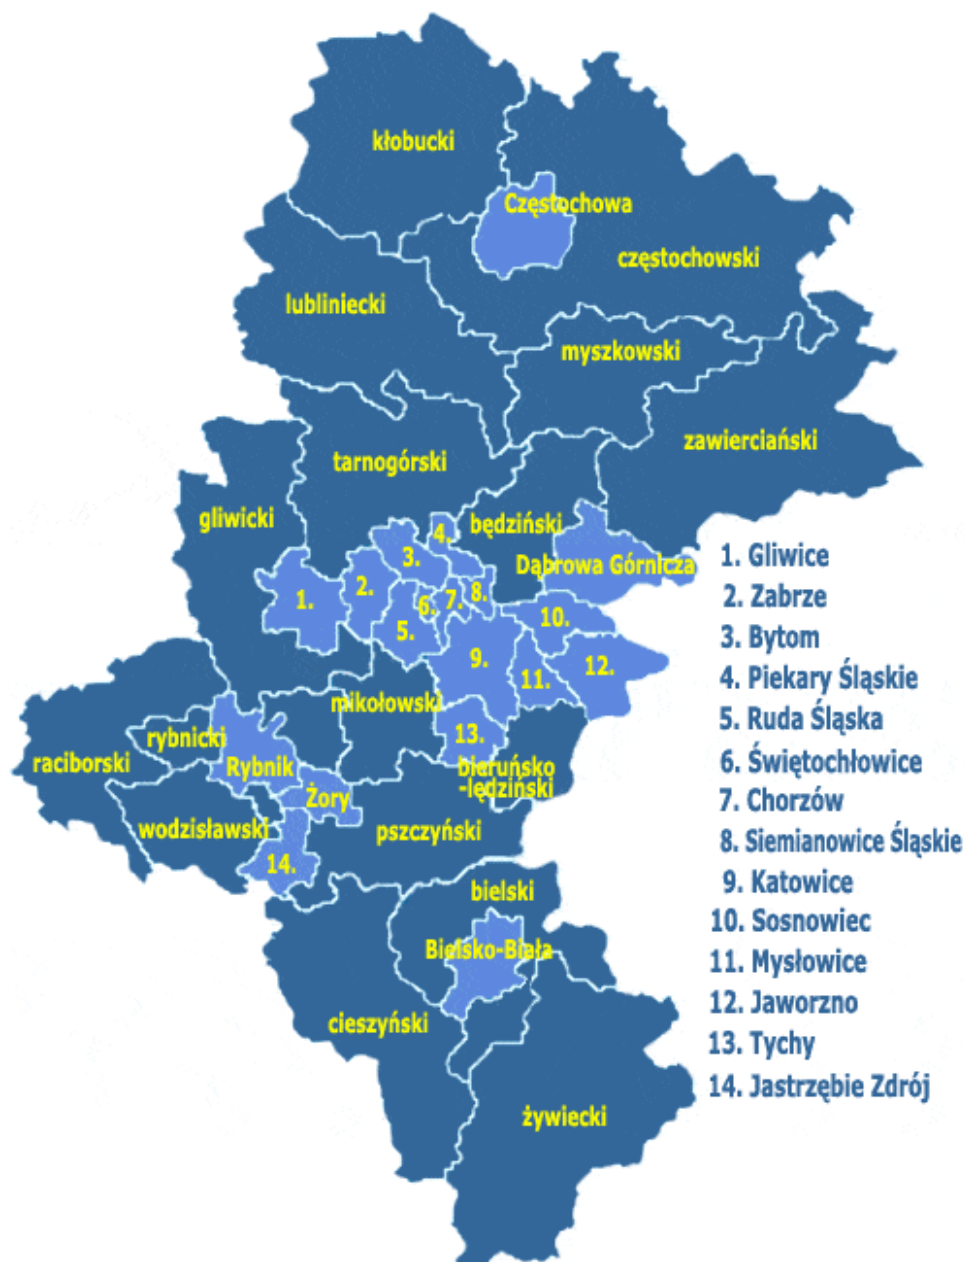 kłobucki
Częstochowa
częstochowski
lubliniecki
myszkowski
zawierciański
tarnogórski
gliwicki
będziński
4.
3.
Dąbrowa Górnicza
2.
1.
8.
7.
6.
5.
10.
9.
11.
12.
mikołowski
13.
rybnicki
raciborski
Rybnik
bieruńsko
-lędziński
Żory
wodzisławski
pszczyński
14.
bielski
Bielsko-Biała
cieszyński
żywiecki
1. Gliwice
2. Zabrze
3. Bytom
4. Piekary Śląskie
5. Ruda Śląska
6. Świętochłowice
7. Chorzów
8. Siemianowice Śląskie
9. Katowice
10. Sosnowiec
11. Mysłowice
12. Jaworzno
13. Tychy
14. Jastrzębie Zdrój